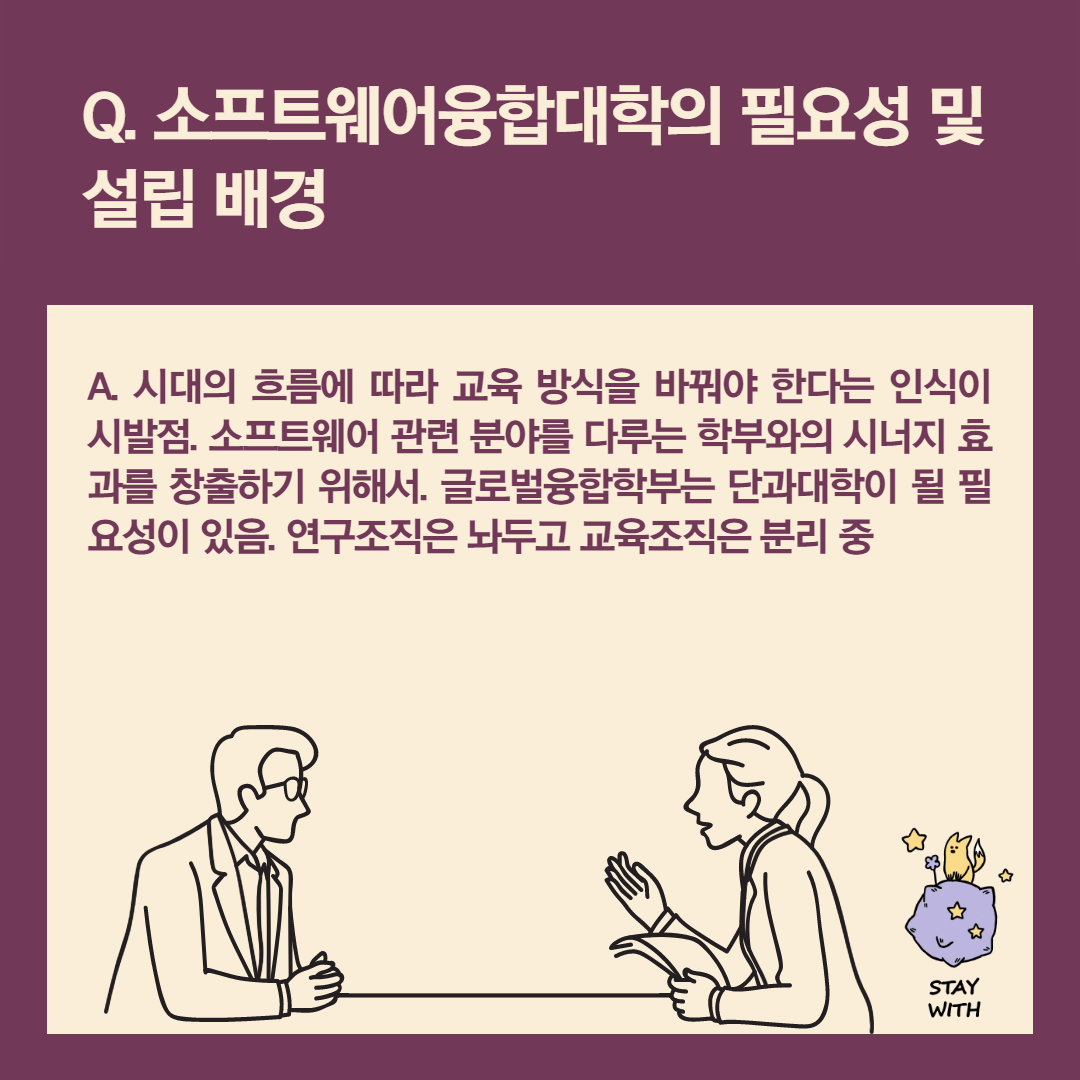 Q. 소프트웨어융합대학의 필요성 및
설립 배경
A. 시대의 흐름에 따라 교육 방식을 바꿔야 한다는 인식이
시발점. 소프트웨어 관련 분야를 다루는 학부와의 시너지 효
과를 창출하기 위해서. 글로벌융합학부는 단과대학이 될 필
요성이 있음. 연구조직은 놔두고 교육조직은 분리 중
STAY
WITH